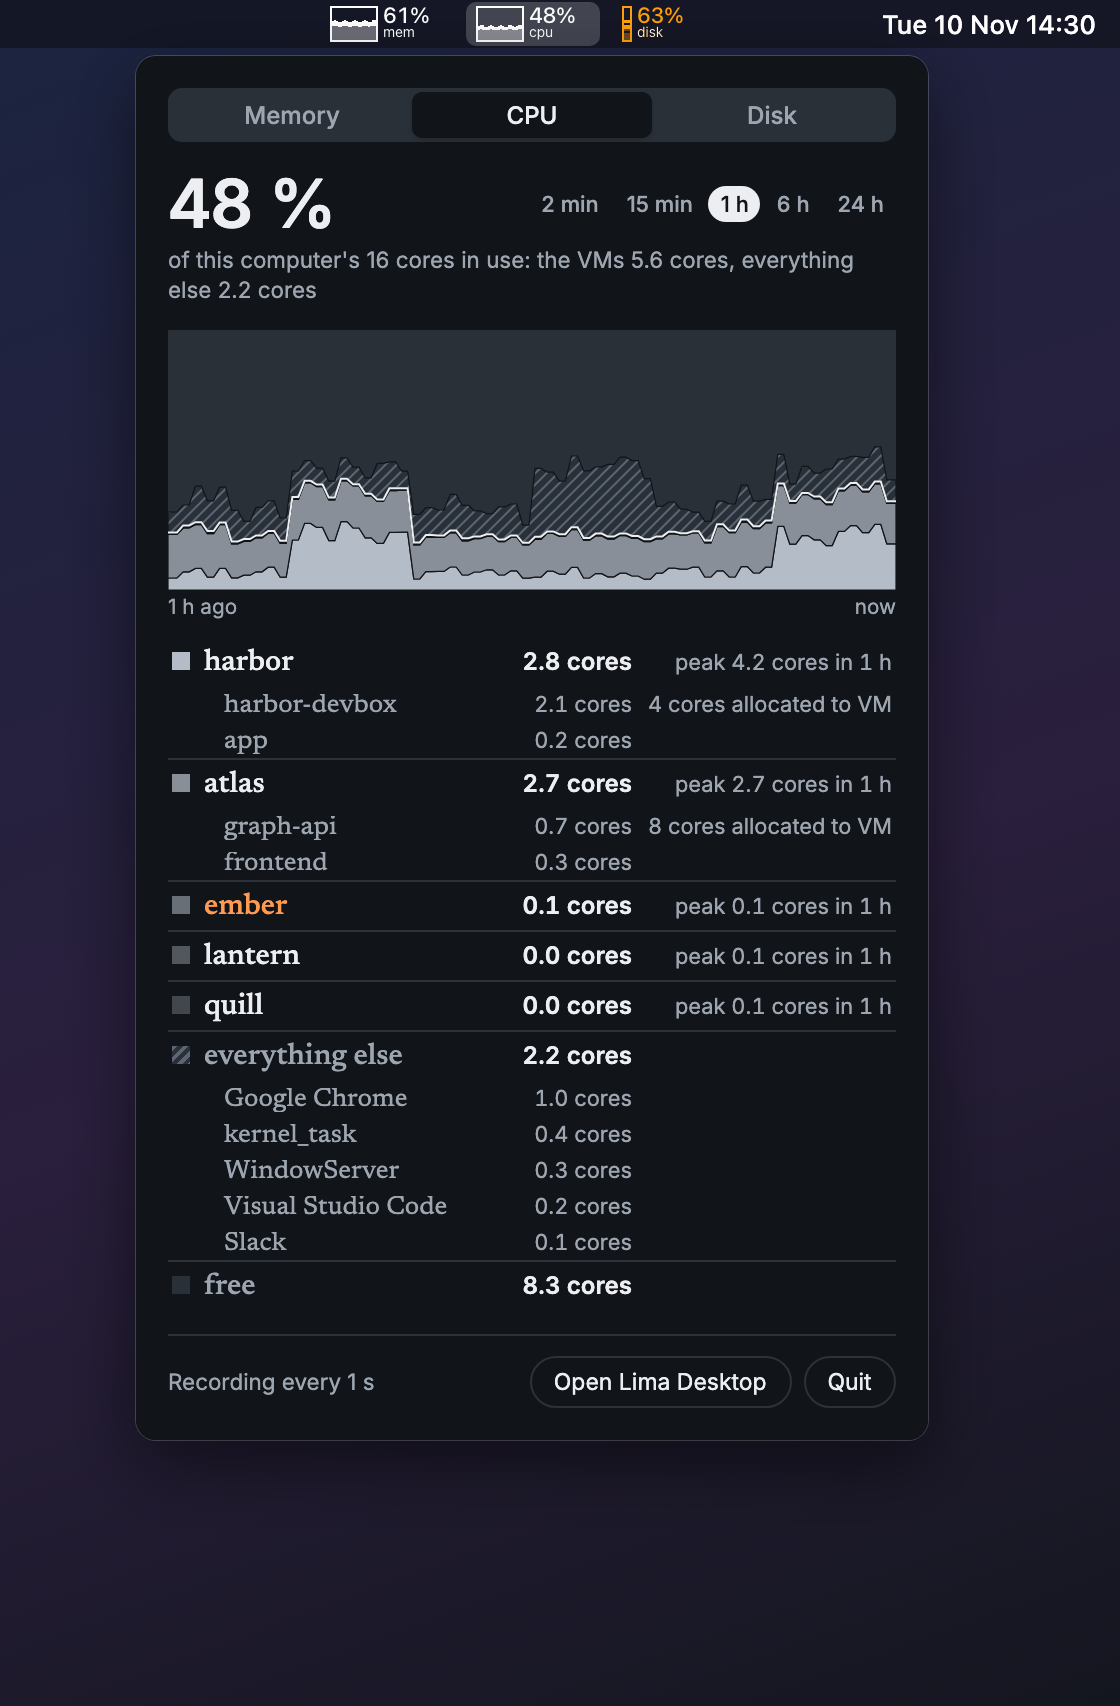 61%
mem
48%
cpu
63%
disk
Tue 10 Nov 14:30
Memory CPU Disk
48 %
2 min 15 min 1 h 6 h 24 h
of this computer's 16 cores in use: the VMs 5.6 cores, everything
else 2.2 cores
1 h ago now
harbor 2.8 cores peak 4.2 cores in 1 h
harbor-devbox 2.1 cores 4 cores allocated to VM
app 0.2 cores
atlas 2.7 cores peak 2.7 cores in 1 h
graph-api 0.7 cores 8 cores allocated to VM
frontend 0.3 cores
ember 0.1 cores peak 0.1 cores in 1 h
lantern 0.0 cores peak 0.1 cores in 1 h
quill 0.0 cores peak 0.1 cores in 1 h
everything else 2.2 cores
Google Chrome 1.0 cores
kernel_task 0.4 cores
WindowServer 0.3 cores
Visual Studio Code 0.2 cores
Slack 0.1 cores
free 8.3 cores
Recording every 1 s Open Lima Desktop Quit